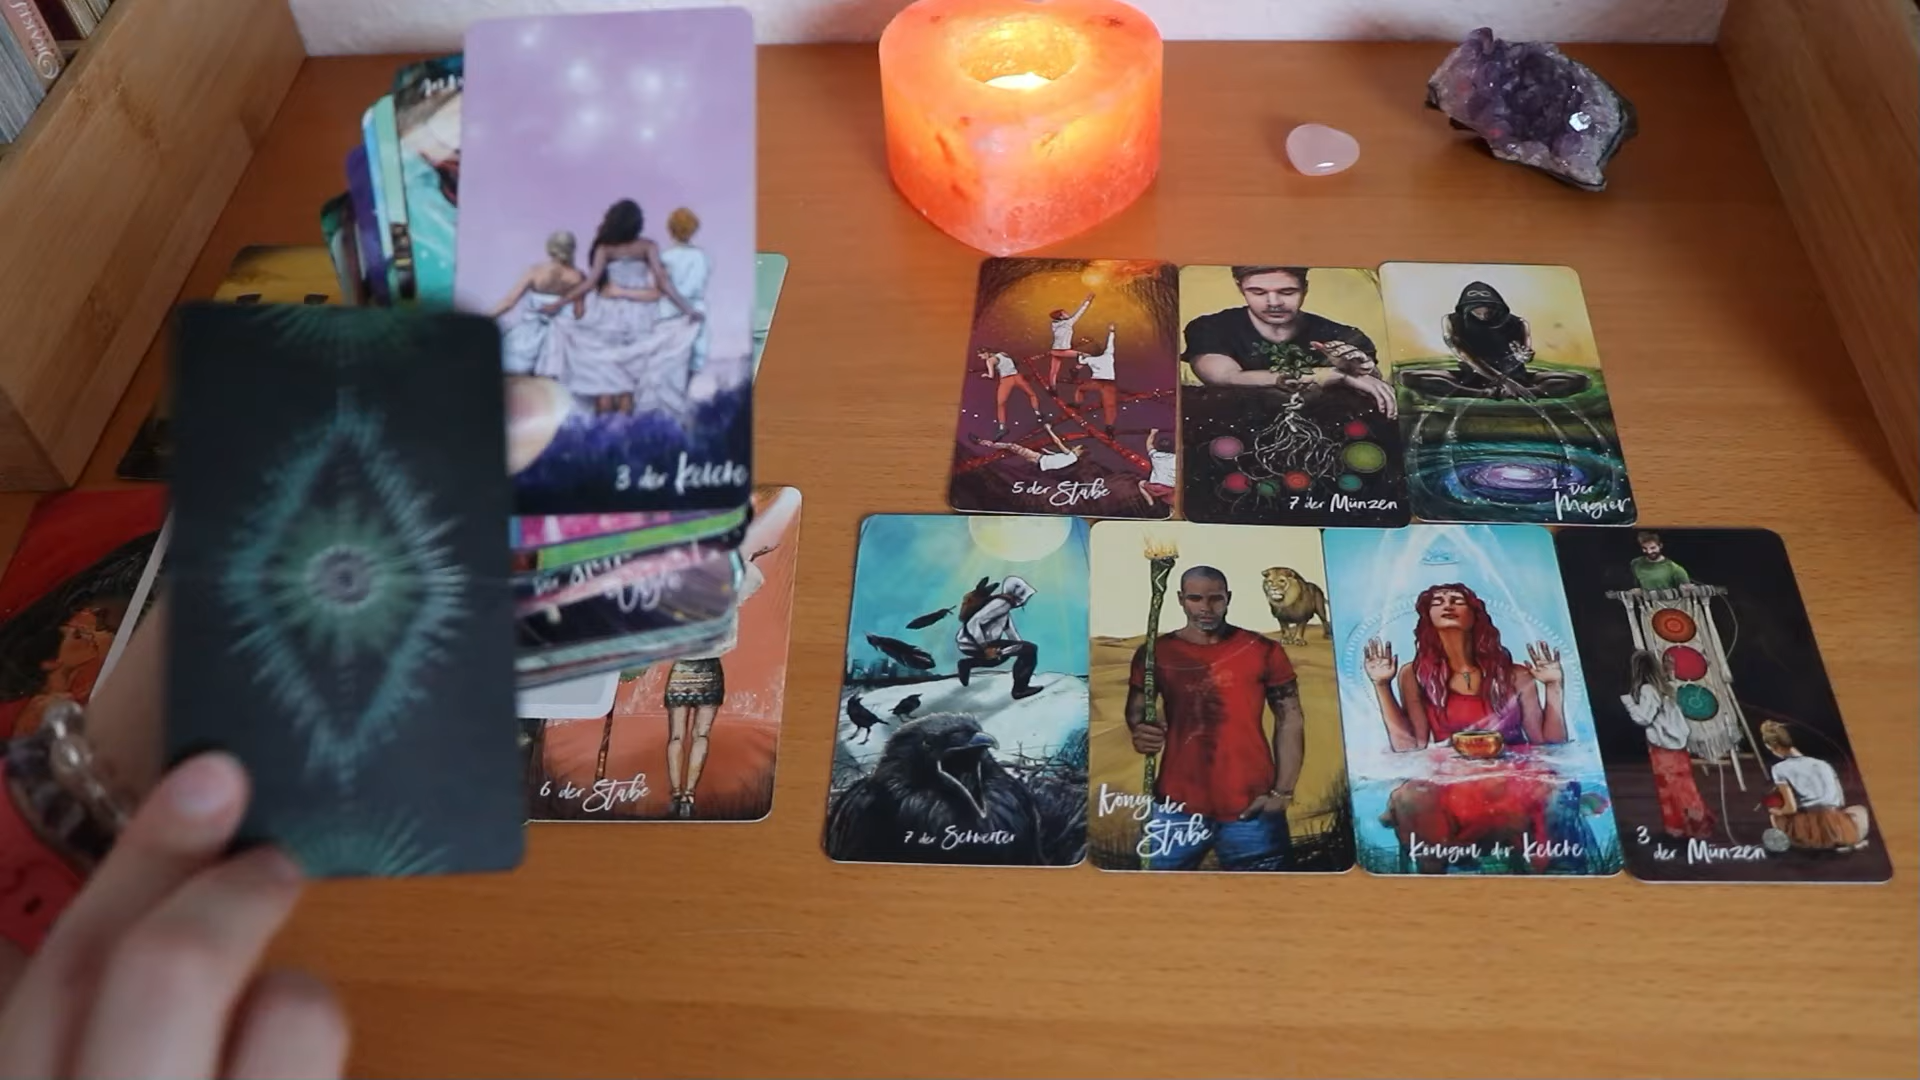 3 der Kelche
5 der Stäbe
7 der Münzen
1. Der
Magier
6 der Stäbe
7 der Schwerter
König der
Stäbe
Königin der Kelche
3
der Münzen